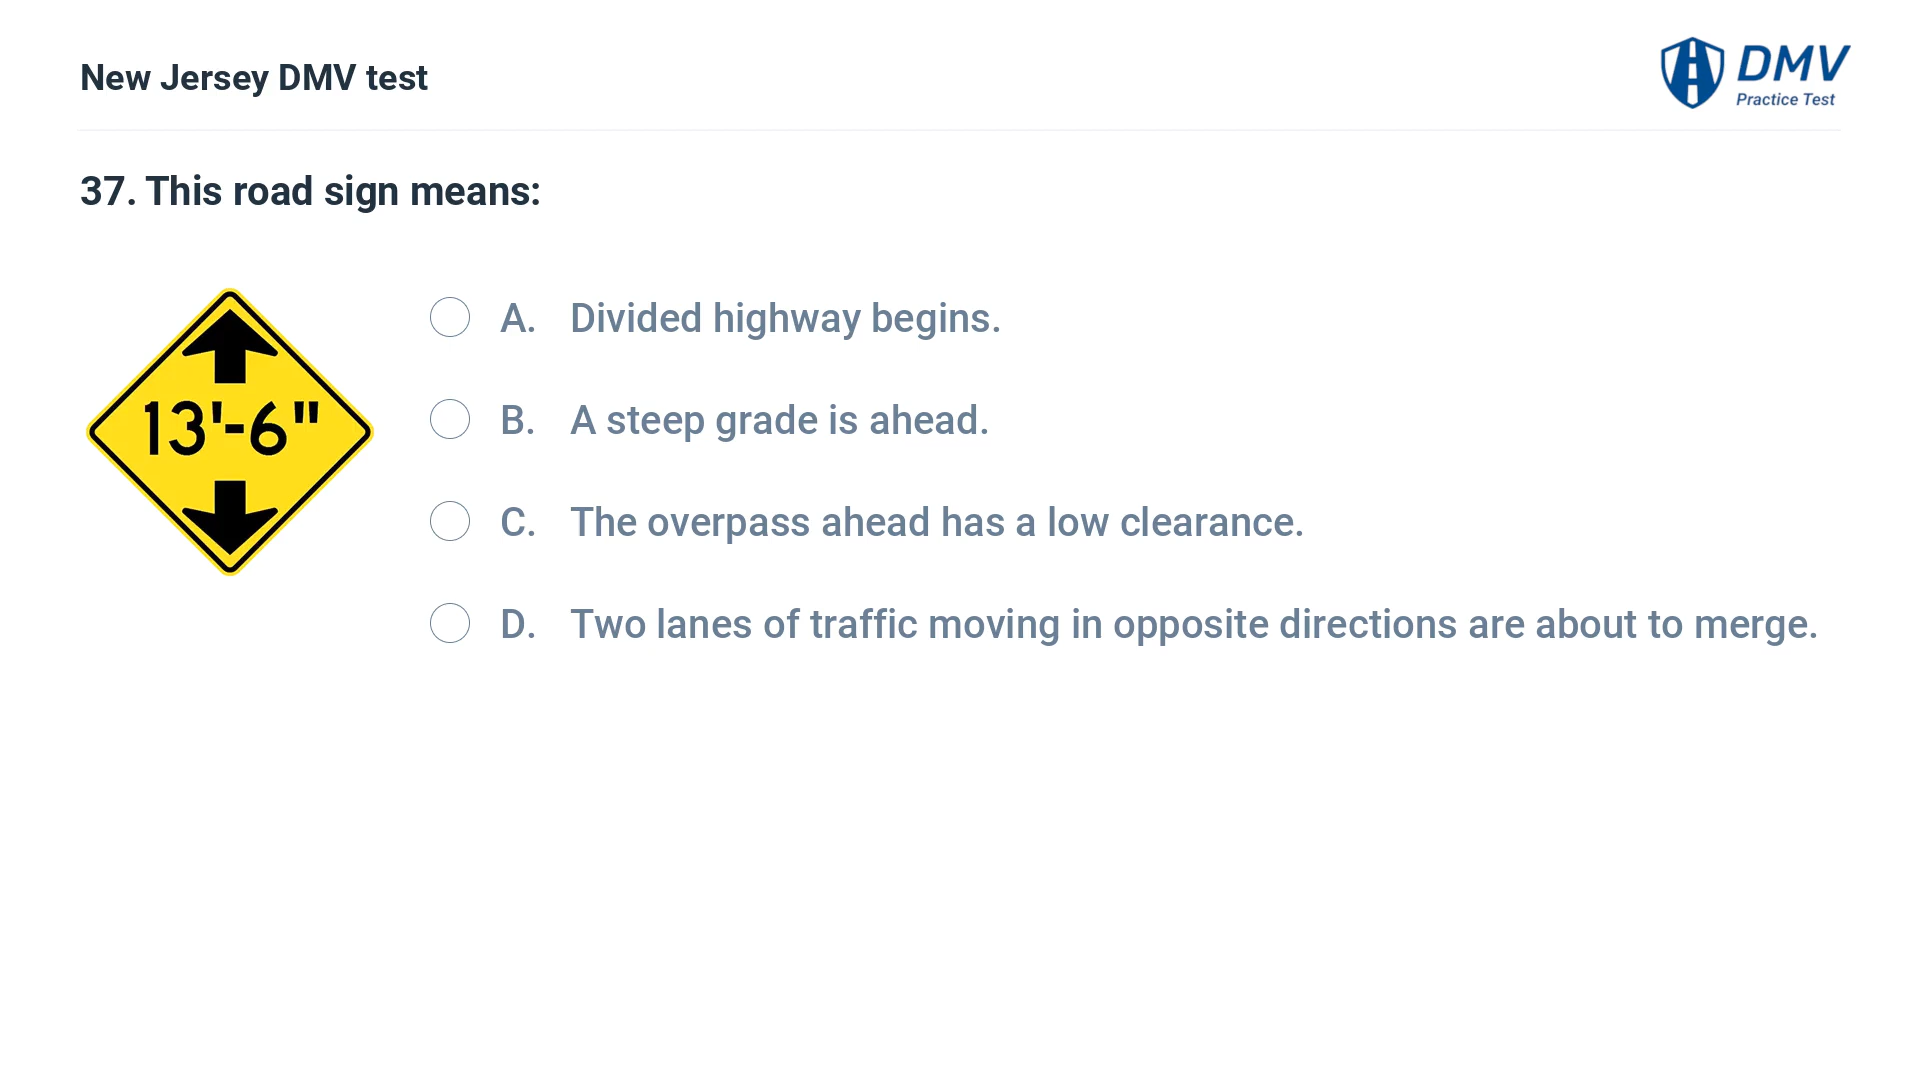 New Jersey DMV test
DMV
Practice Test
37. This road sign means:
13'-6"
A. Divided highway begins.
B. A steep grade is ahead.
C. The overpass ahead has a low clearance.
D. Two lanes of traffic moving in opposite directions are about to merge.